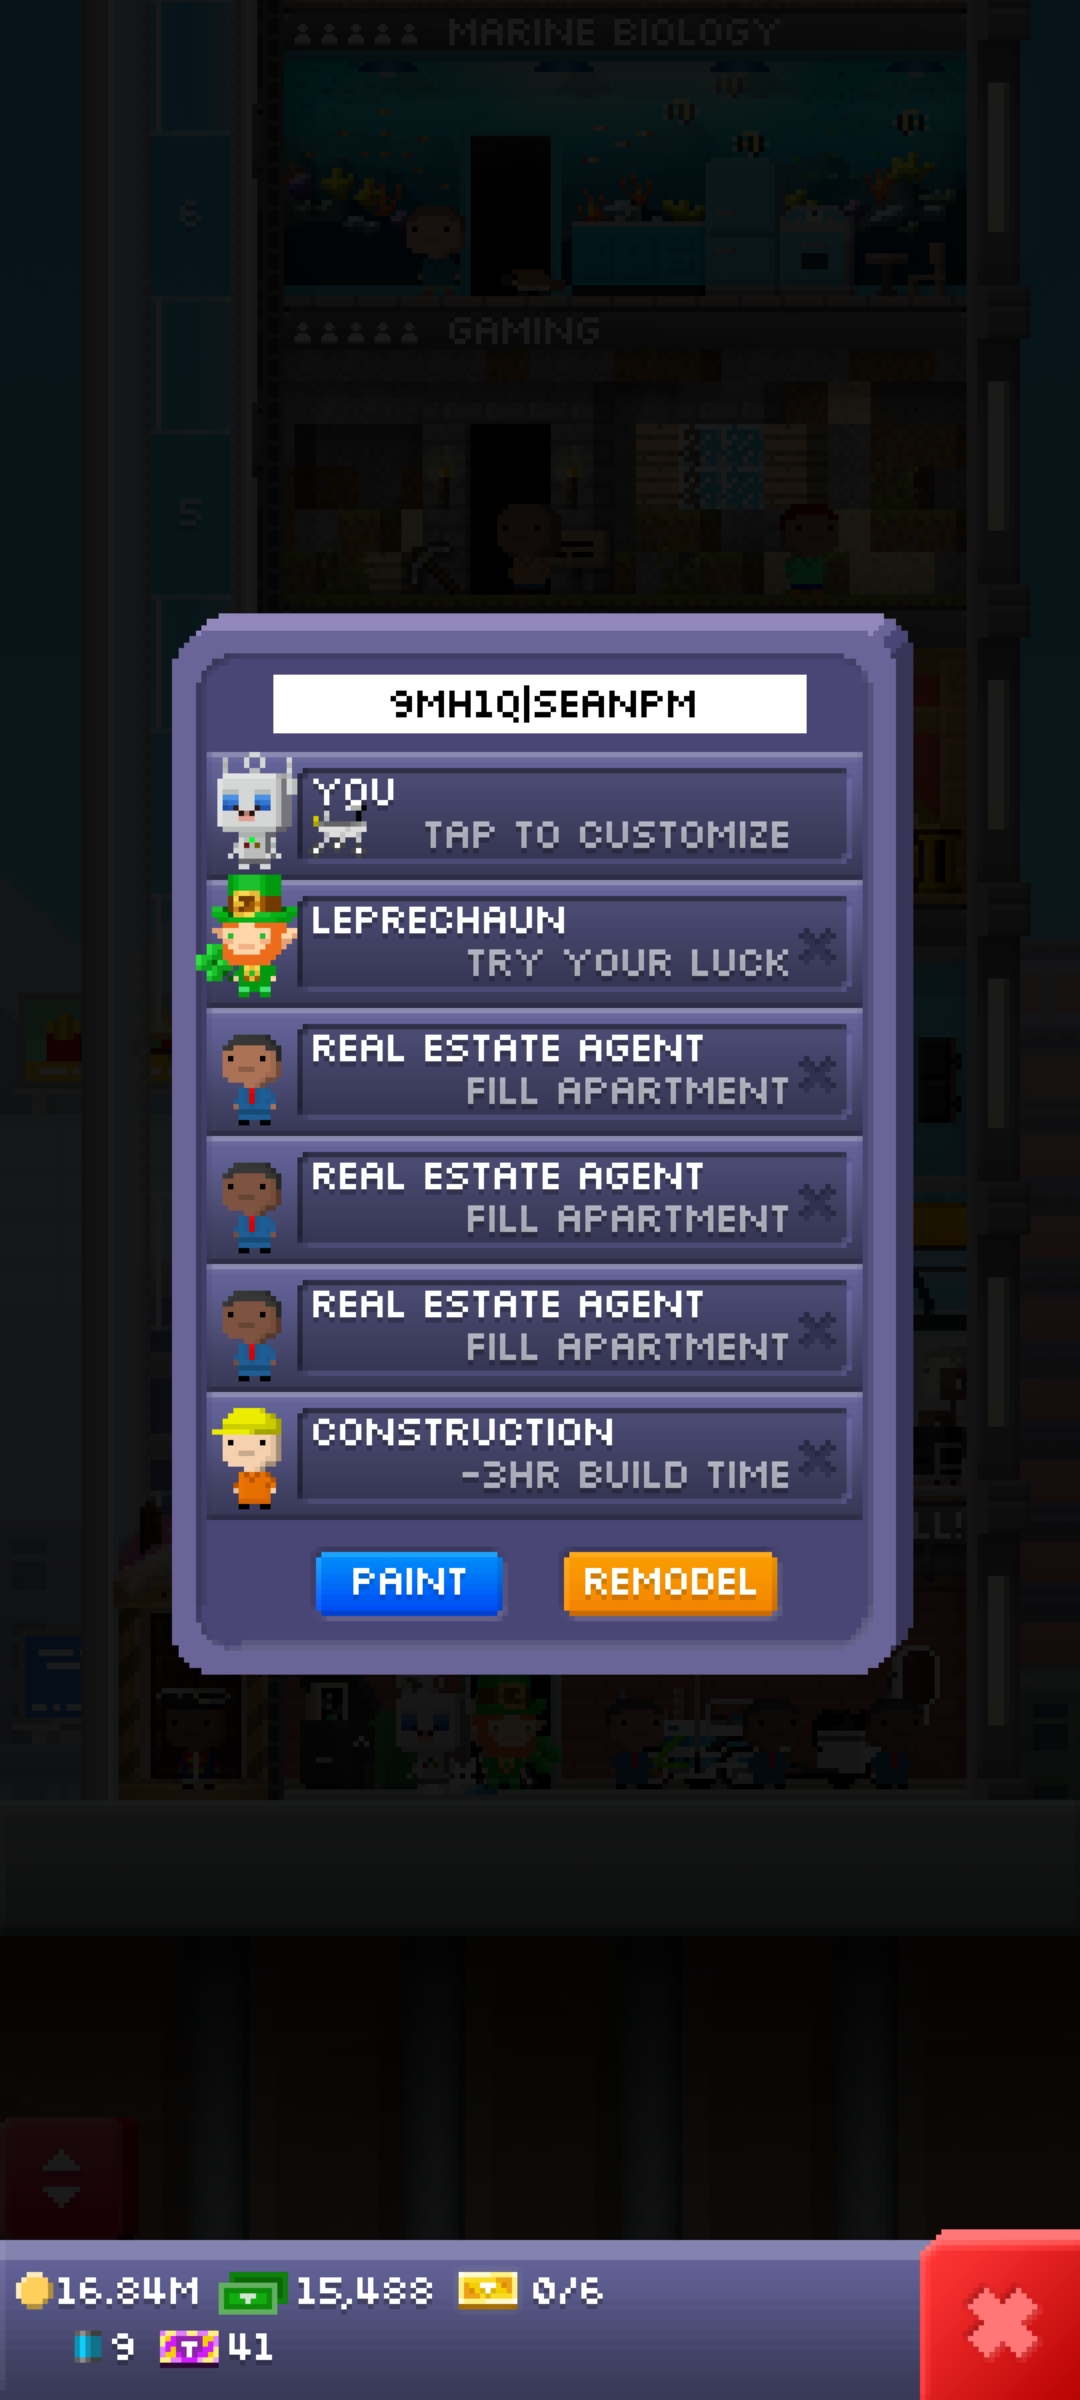 MARINE BIOLOGY
6
GAMING
5
9MH1Q|SEANPM
YOU
TAP TO CUSTOMIZE
LEPRECHAUN
TRY YOUR LUCK
REAL ESTATE AGENT
FILL APARTMENT
REAL ESTATE AGENT
FILL APARTMENT
REAL ESTATE AGENT
FILL APARTMENT
CONSTRUCTION
-3HR BUILD TIME
PAINT
REMODEL
16.84M
15,488
0/6
9
T
41